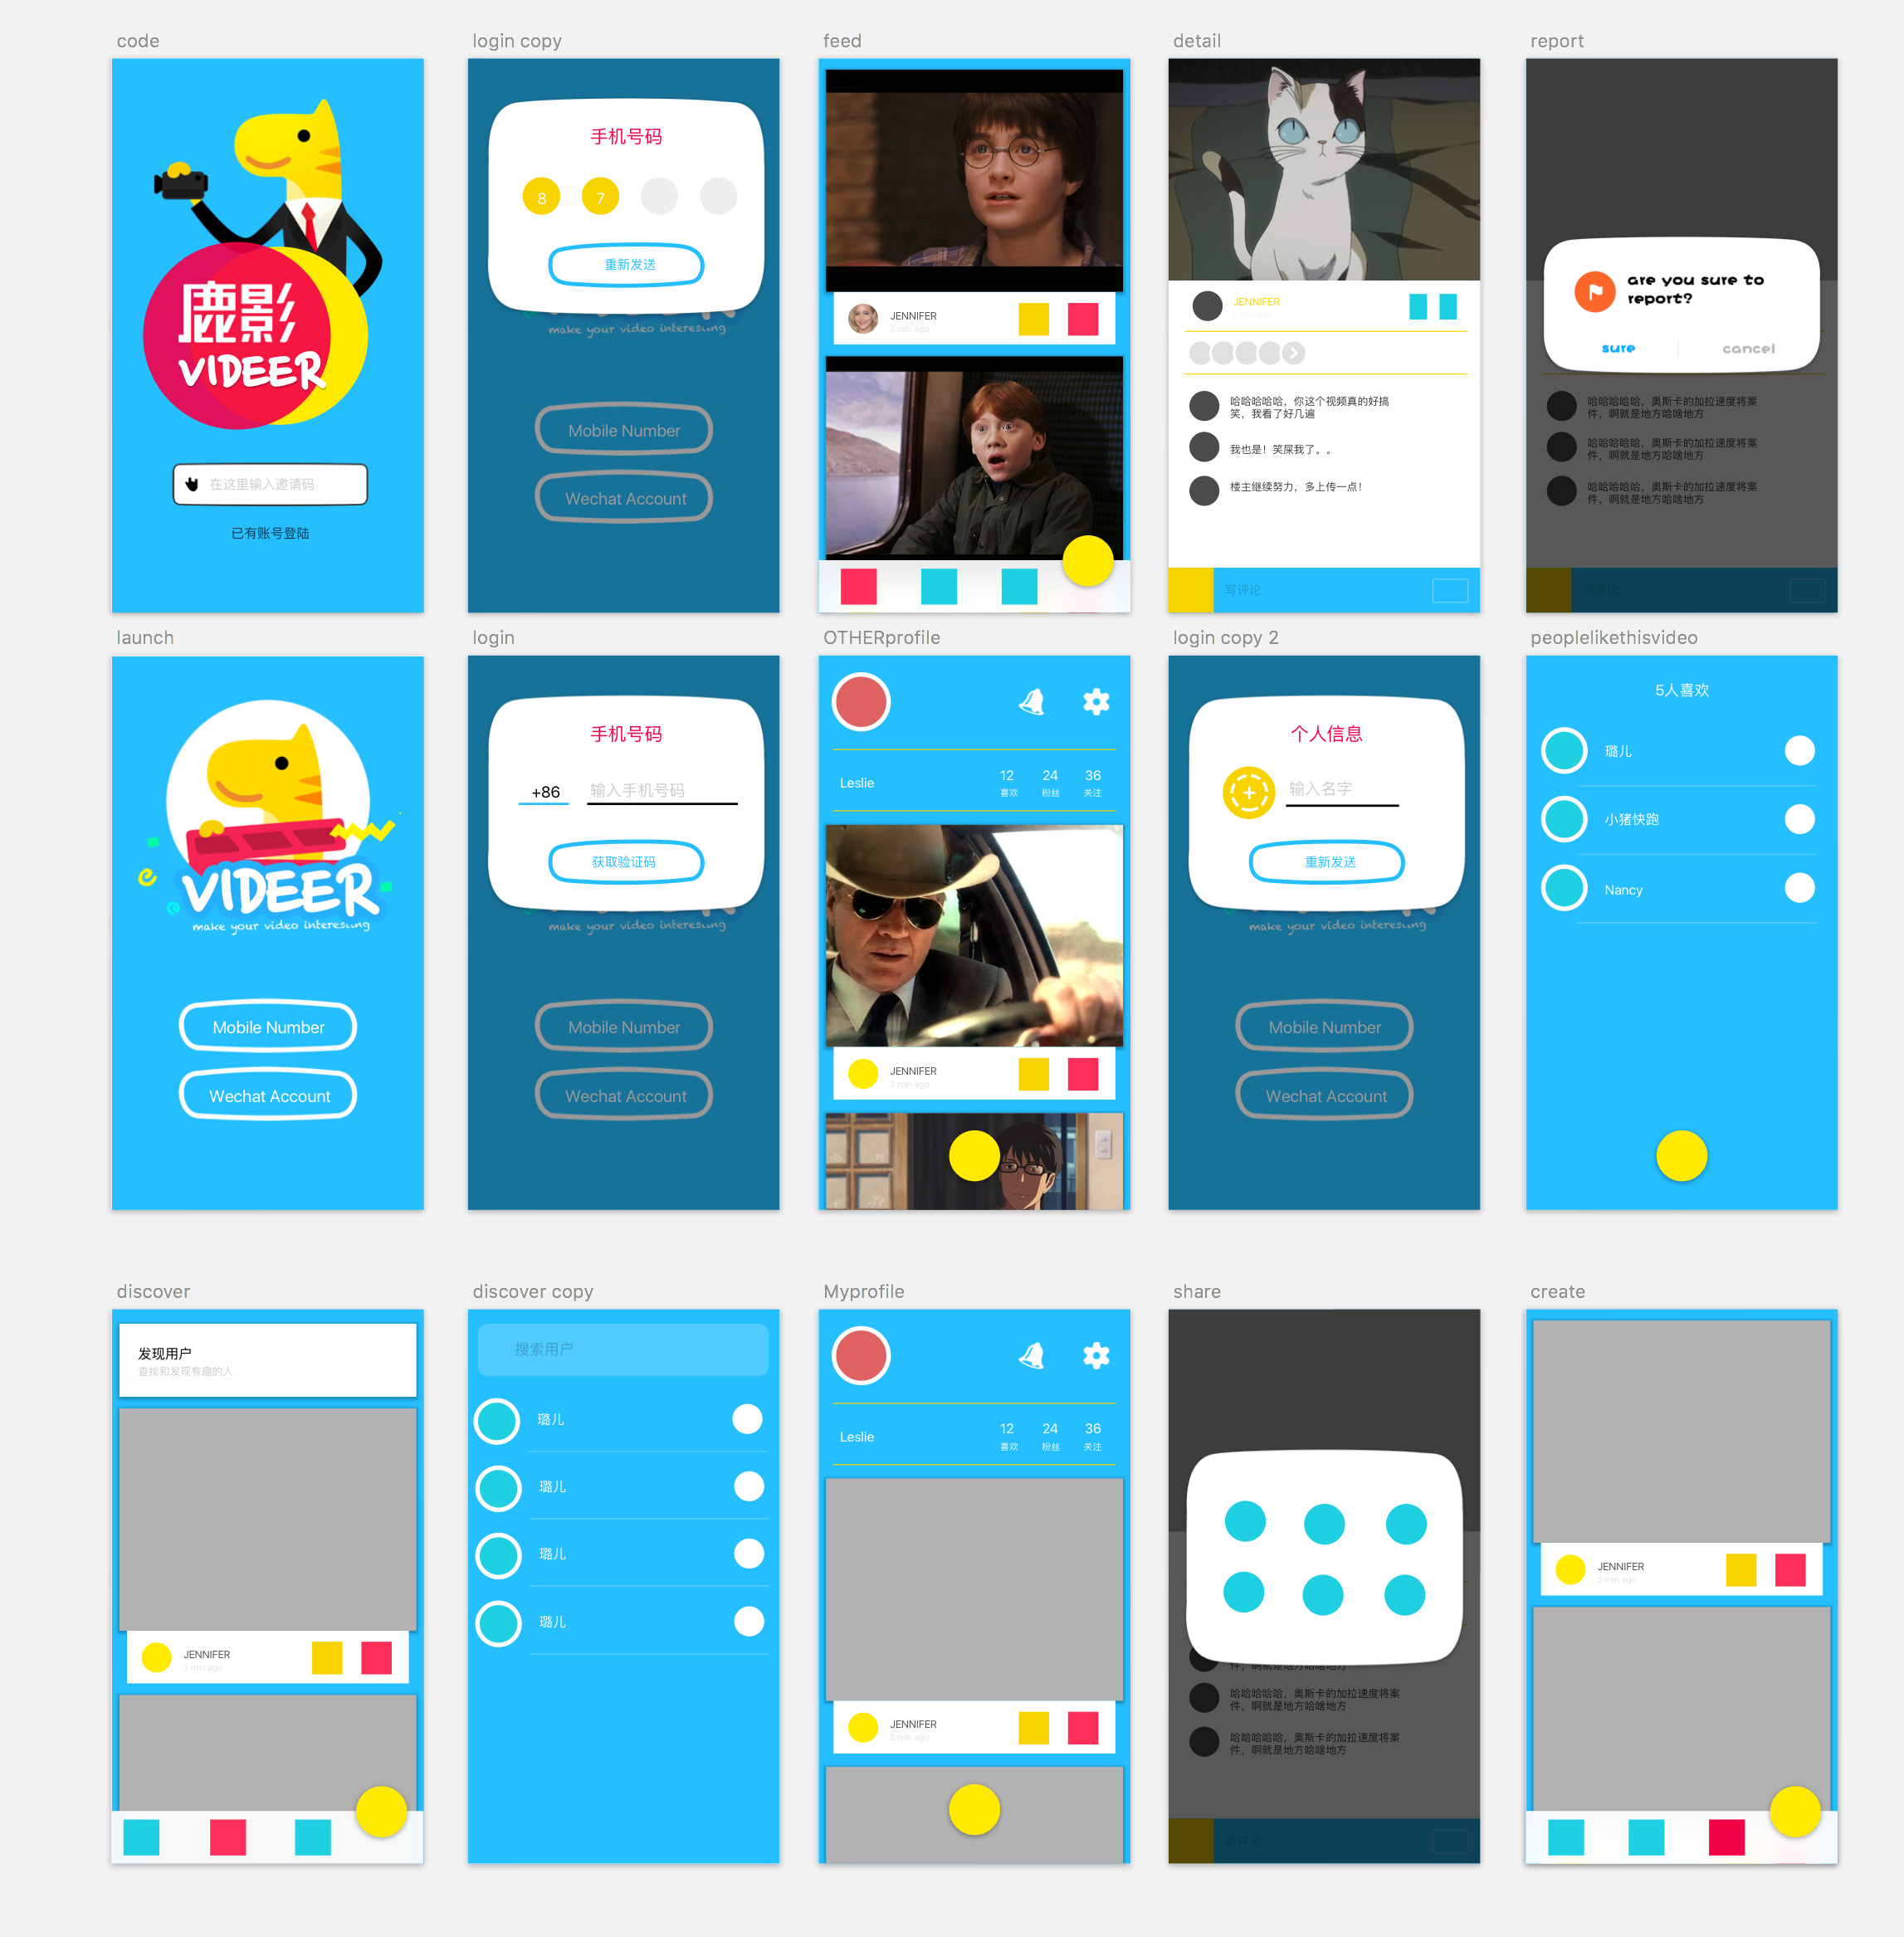 code
login copy
feed
detail
report
鹿影
VIDEER
在这里输入邀请码
已有账号登陆
手机号码
8 7
重新发送
make your video interesting
Mobile Number
Wechat Account
JENNIFER
3 min ago
JENNIFER
哈哈哈哈哈，你这个视频真的好搞
笑，我看了好几遍
我也是！笑屎我了。。
楼主继续努力，多上传一点！
写评论
are you sure to
report?
sure
cancel
哈哈哈哈哈，奥斯卡的加拉速度将案
件，啊就是地方哈啥地方
哈哈哈哈哈，奥斯卡的加拉速度将案
件，啊就是地方哈啥地方
哈哈哈哈哈，奥斯卡的加拉速度将案
件，啊就是地方哈啥地方
写评论
launch
login
OTHERprofile
login copy 2
peoplelikethisvideo
VIDEER
make your video interesting
Mobile Number
Wechat Account
手机号码
+86 输入手机号码
获取验证码
make your video interesting
Mobile Number
Wechat Account
Leslie
12 24 36
喜欢 粉丝 关注
JENNIFER
3 min ago
个人信息
输入名字
重新发送
make your video interesting
Mobile Number
Wechat Account
5人喜欢
璐儿
小猪快跑
Nancy
discover
discover copy
Myprofile
share
create
发现用户
查找和发现有趣的人
JENNIFER
3 min ago
搜索用户
璐儿
璐儿
璐儿
璐儿
Leslie
12 24 36
喜欢 粉丝 关注
JENNIFER
3 min ago
件，啊就是地方哈啥地方
哈哈哈哈哈，奥斯卡的加拉速度将案
件，啊就是地方哈啥地方
哈哈哈哈哈，奥斯卡的加拉速度将案
件，啊就是地方哈啥地方
写评论
JENNIFER
3 min ago